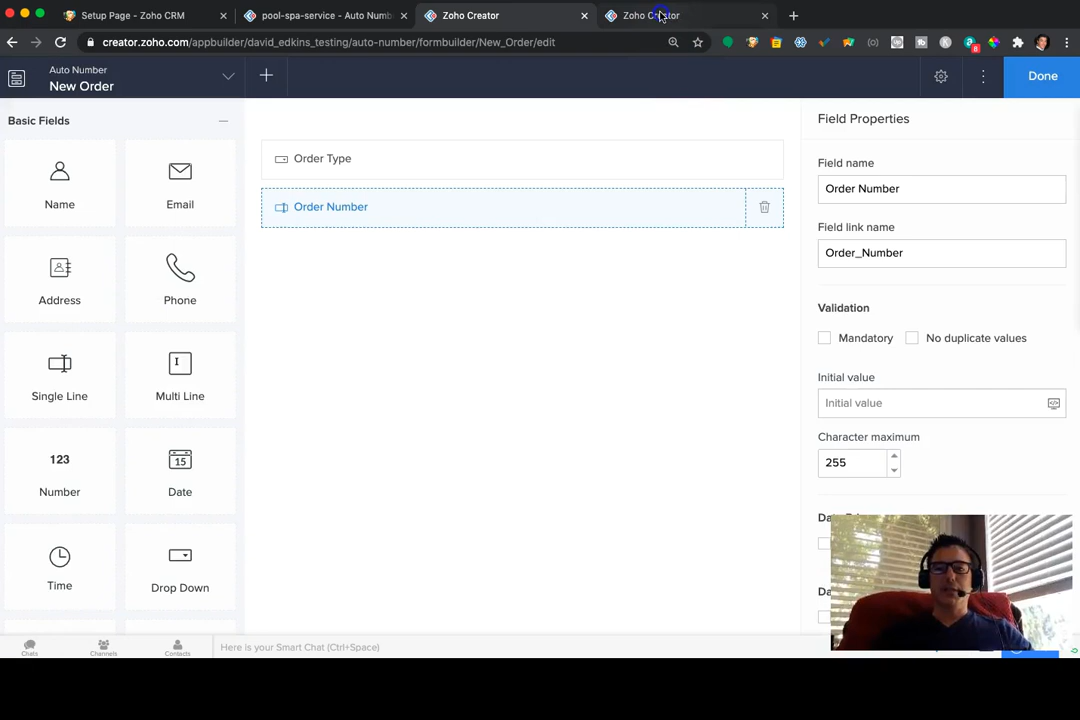 Setup Page - Zoho CRM
pool-spa-service - Auto Numb
Zoho Creator
Zoho Creator
creator.zoho.com/appbuilder/david_edkins_testing/auto-number/formbuilder/New_Order/edit
Auto Number
New Order
Done
Basic Fields
Name
Email
Address
Phone
Single Line
Multi Line
123
Number
15
Date
Time
Drop Down
Order Type
Order Number
Field Properties
Field name
Order Number
Field link name
Order_Number
Validation
Mandatory
No duplicate values
Initial value
Initial value
Character maximum
255
Chats
Channels
Contacts
Here is your Smart Chat (Ctrl+Space)